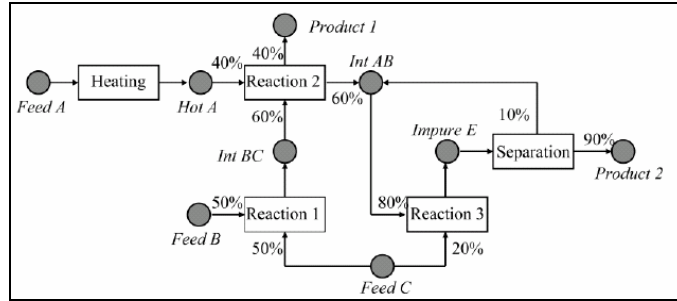 Product 1
40%
Int AB
40%
Heating
Reaction 2
Feed A
Hot A
60%
10%
60%
Impure E
90%
Int BC
Separation
Product 2
50%
Reaction 1
80%
Reaction 3
Feed B
50%
20%
Feed C